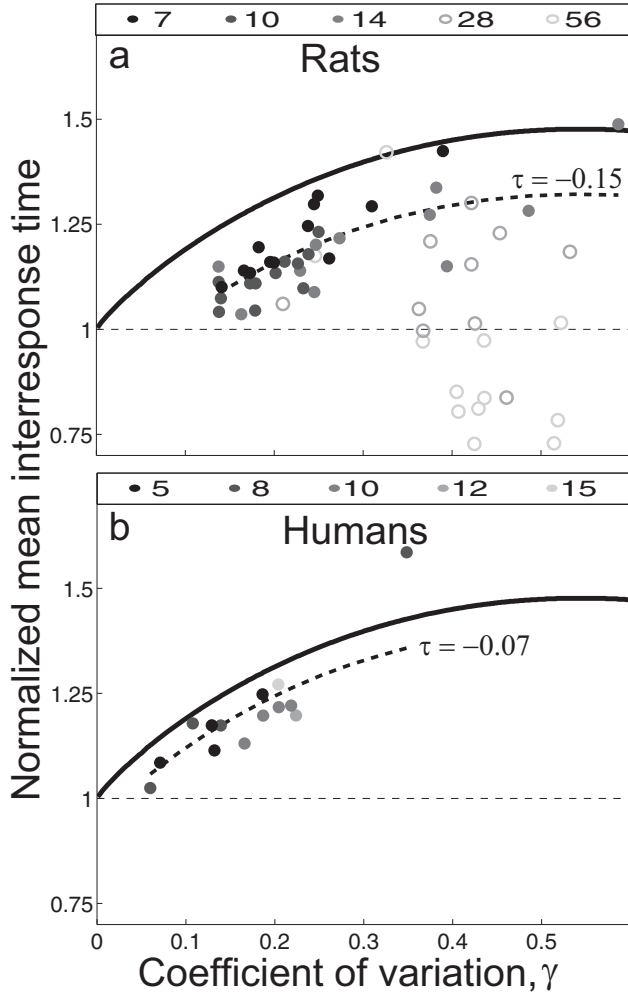 7 10 14 28 56
a Rats
1.5
τ = −0.15
1.25
1
0.75
Normalized mean interresponse time
5 8 10 12 15
b Humans
1.5
1.25
τ = −0.07
1
0.75
0 0.1 0.2 0.3 0.4 0.5
Coefficient of variation, γ